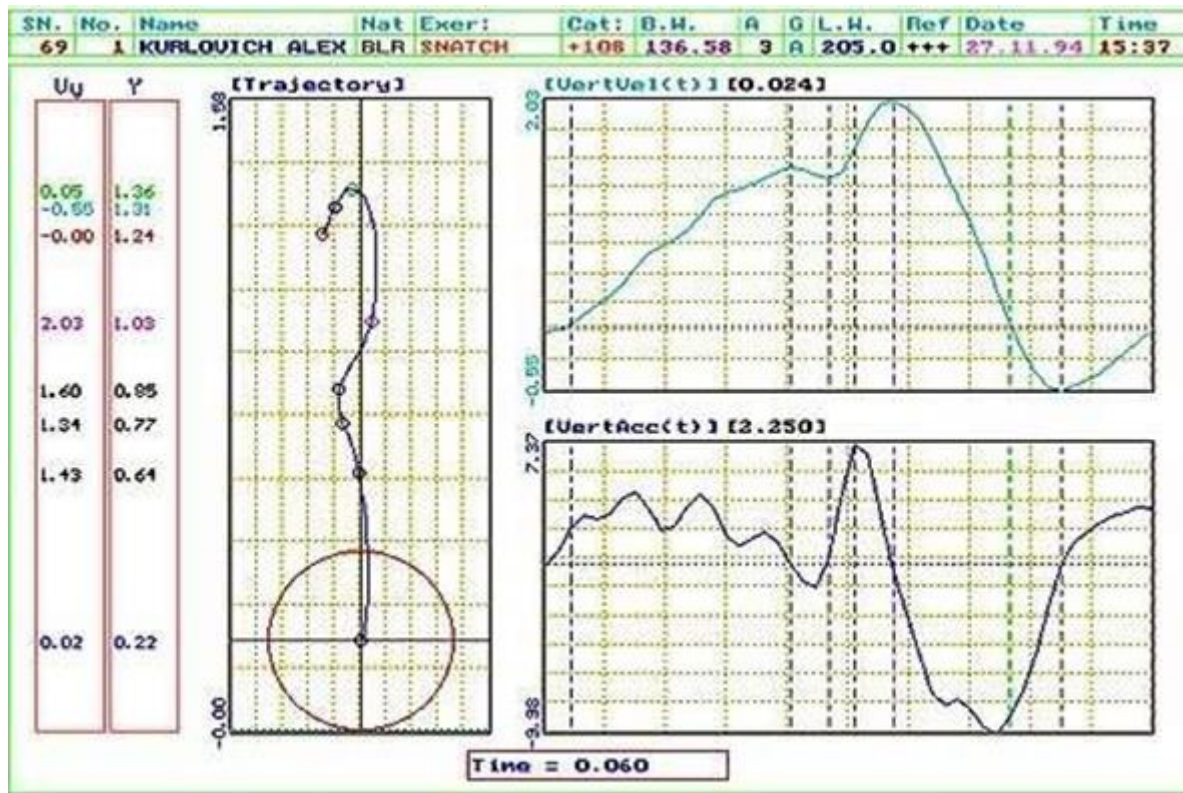 SN. No. Name Nat Exer: Cat: B.W. A G L.W. Ref Date Time
69 1 KURLOVICH ALEX BLR SNATCH +108 136.58 3 A 205.0 +++ 27.11.94 15:37
Vy Y
[Trajectory]
1.58
0.05 1.36
-0.55 1.31
-0.00 1.24
2.03 1.03
1.60 0.85
1.34 0.77
1.43 0.64
0.02 0.22
-0.00
[VertVel(t)] [0.024]
2.03
-0.55
[VertAcc(t)] [2.250]
7.37
-9.98
Time = 0.060